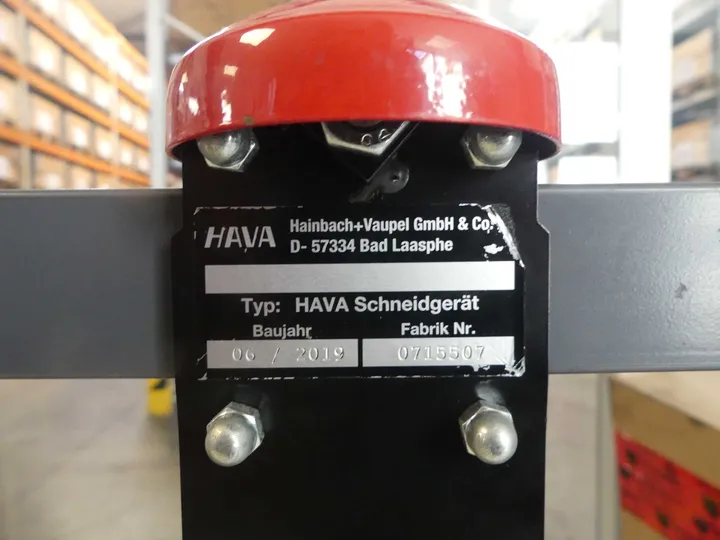 HAVA
Hainbach+Vaupel GmbH & Co.
D- 57334 Bad Laasphe
Typ: HAVA Schneidgerät
Baujahr
Fabrik Nr.
06 / 2019
0715507